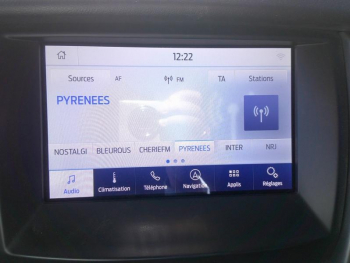 12:22
Sources AF FM TA Stations
PYRENEES
NOSTALGI BLEUROUS CHERIEFM PYRENEES INTER NRJ
Audio Climatisation Téléphone Navigation Applis Réglages